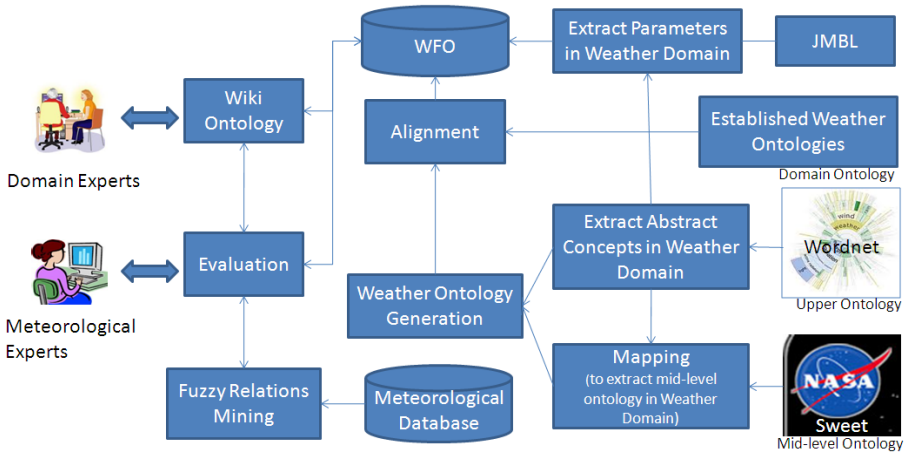 WFO
Extract Parameters
in Weather Domain
JMBL
Wiki
Ontology
Alignment
Established Weather
Ontologies
Domain Ontology
Domain Experts
wind
weather
Wordnet
Upper Ontology
Extract Abstract
Concepts in Weather
Domain
Evaluation
Weather Ontology
Generation
Meteorological
Experts
Mapping
(to extract mid-level
ontology in Weather
Domain)
NASA
Sweet
Mid-level Ontology
Fuzzy Relations
Mining
Meteorological
Database